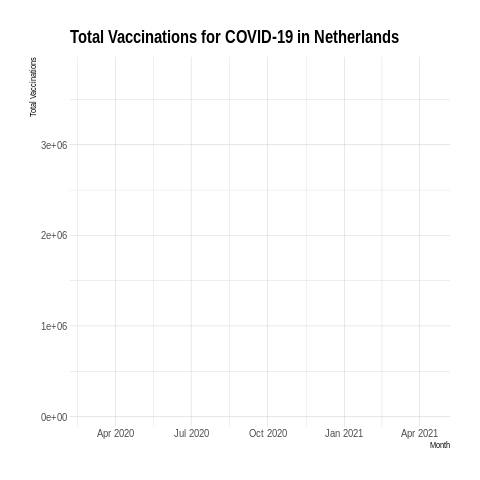 Total Vaccinations for COVID-19 in Netherlands
Total Vaccinations
3e+06
2e+06
1e+06
0e+00
Apr 2020 Jul 2020 Oct 2020 Jan 2021 Apr 2021
Month